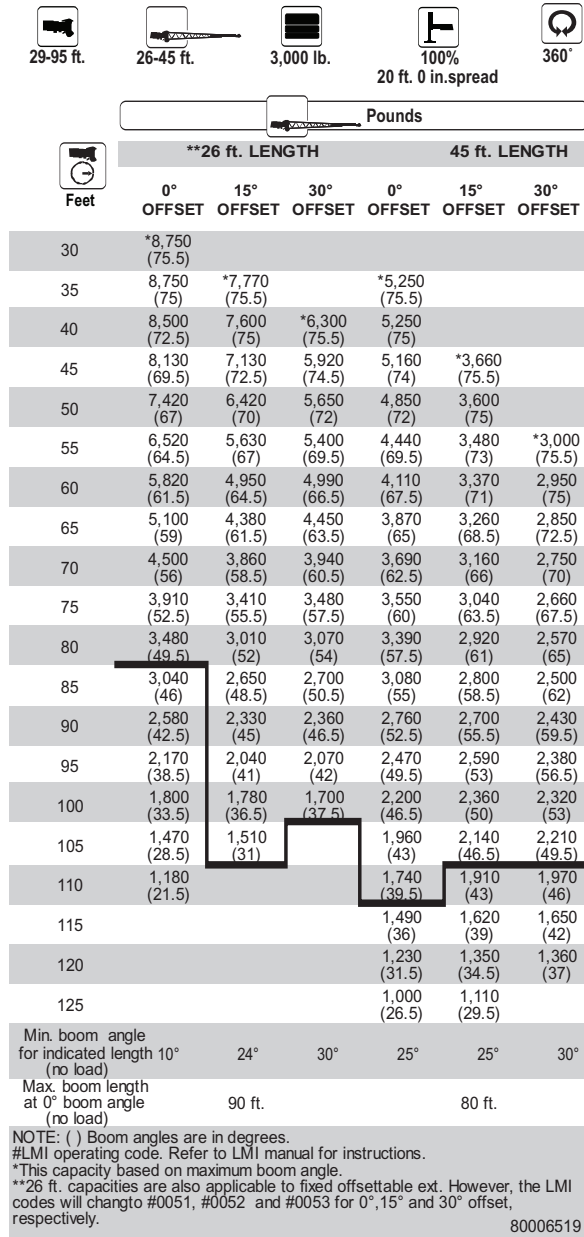 29-95 ft. 26-45 ft. 3,000 lb. 100% 360°
20 ft. 0 in.spread
Pounds
**26 ft. LENGTH 45 ft. LENGTH
Feet
0° 15° 30° 0° 15° 30°
OFFSET OFFSET OFFSET OFFSET OFFSET OFFSET
30 *8,750
(75.5)
35 8,750 *7,770 *5,250
(75) (75.5) (75.5)
40 8,500 7,600 *6,300 5,250
(72.5) (75) (75.5) (75)
45 8,130 7,130 5,920 5,160 *3,660
(69.5) (72.5) (74.5) (74) (75.5)
50 7,420 6,420 5,650 4,850 3,600
(67) (70) (72) (72) (75)
55 6,520 5,630 5,400 4,440 3,480 *3,000
(64.5) (67) (69.5) (69.5) (73) (75.5)
60 5,820 4,950 4,990 4,110 3,370 2,950
(61.5) (64.5) (66.5) (67.5) (71) (75)
65 5,100 4,380 4,450 3,870 3,260 2,850
(59) (61.5) (63.5) (65) (68.5) (72.5)
70 4,500 3,860 3,940 3,690 3,160 2,750
(56) (58.5) (60.5) (62.5) (66) (70)
75 3,910 3,410 3,480 3,550 3,040 2,660
(52.5) (55.5) (57.5) (60) (63.5) (67.5)
80 3,480 3,010 3,070 3,390 2,920 2,570
(49.5) (52) (54) (57.5) (61) (65)
85 3,040 2,650 2,700 3,080 2,800 2,500
(46) (48.5) (50.5) (55) (58.5) (62)
90 2,580 2,330 2,360 2,760 2,700 2,430
(42.5) (45) (46.5) (52.5) (55.5) (59.5)
95 2,170 2,040 2,070 2,470 2,590 2,380
(38.5) (41) (42) (49.5) (53) (56.5)
100 1,800 1,780 1,700 2,200 2,360 2,320
(33.5) (36.5) (37.5) (46.5) (50) (53)
105 1,470 1,510 1,960 2,140 2,210
(28.5) (31) (43) (46.5) (49.5)
110 1,180 1,740 1,910 1,970
(21.5) (39.5) (43) (46)
115 1,490 1,620 1,650
(36) (39) (42)
120 1,230 1,350 1,360
(31.5) (34.5) (37)
125 1,000 1,110
(26.5) (29.5)
Min. boom angle
for indicated length 10° 24° 30° 25° 25° 30°
(no load)
Max. boom length
at 0° boom angle 90 ft. 80 ft.
(no load)
NOTE: ( ) Boom angles are in degrees.
#LMI operating code. Refer to LMI manual for instructions.
*This capacity based on maximum boom angle.
**26 ft. capacities are also applicable to fixed offsettable ext. However, the LMI
codes will changto #0051, #0052 and #0053 for 0°,15° and 30° offset,
respectively.
80006519